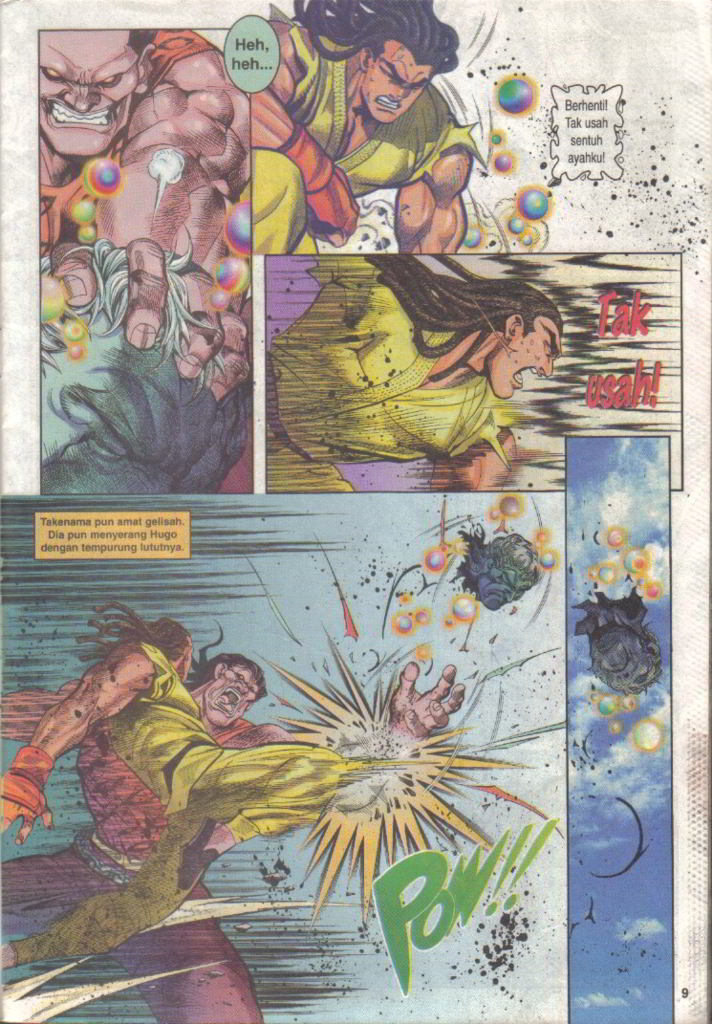 Heh,
heh...
Berhenti!
Tak usah
sentuh
ayahku!
Tak
usah!
Takenama pun amat gelisah.
Dia pun menyerang Hugo
dengan tempurung lututnya.
POW!!
9